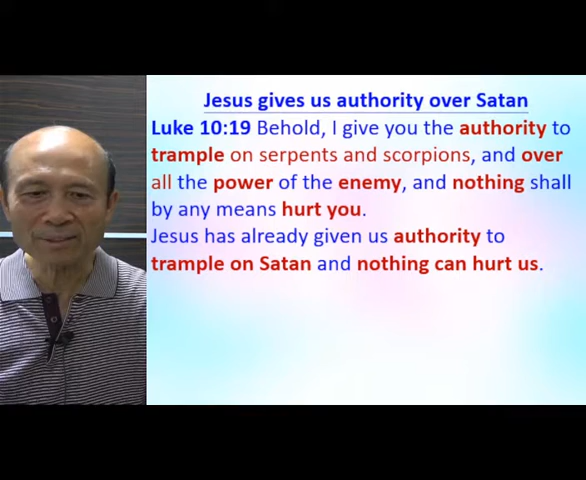 Jesus gives us authority over Satan
Luke 10:19 Behold, I give you the authority to
trample on serpents and scorpions, and over
all the power of the enemy, and nothing shall
by any means hurt you.
Jesus has already given us authority to
trample on Satan and nothing can hurt us.